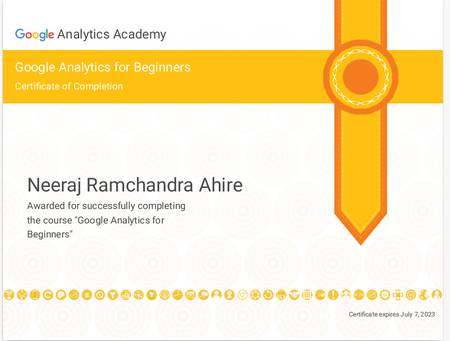 Google Analytics Academy
Google Analytics for Beginners
Certificate of Completion
Neeraj Ramchandra Ahire
Awarded for successfully completing
the course "Google Analytics for
Beginners"
Certificate expires July 7, 2023